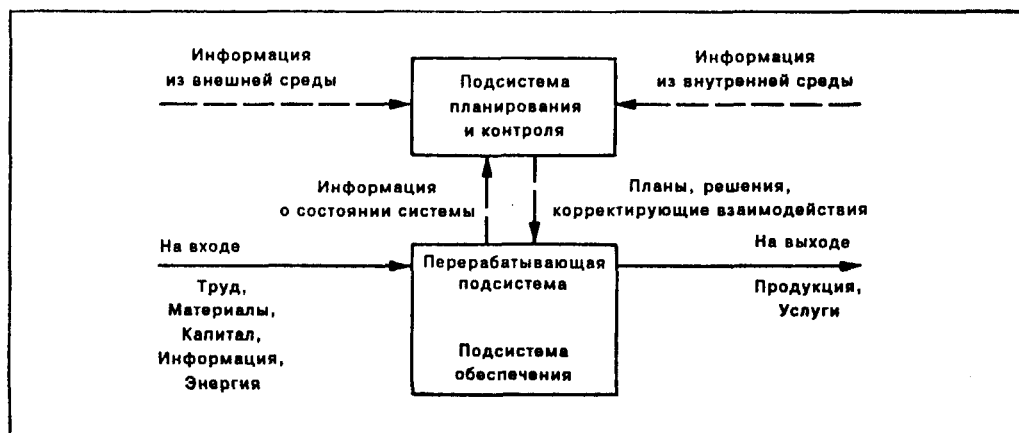 Информация
из внешней среды
Подсистема
планирования
и контроля
Информация
из внутренней среды
Информация
о состоянии системы
Планы, решения,
корректирующие взаимодействия
На входе
Труд,
Материалы,
Капитал,
Информация,
Энергия
Перерабатывающая
подсистема
Подсистема
обеспечения
На выходе
Продукция,
Услуги